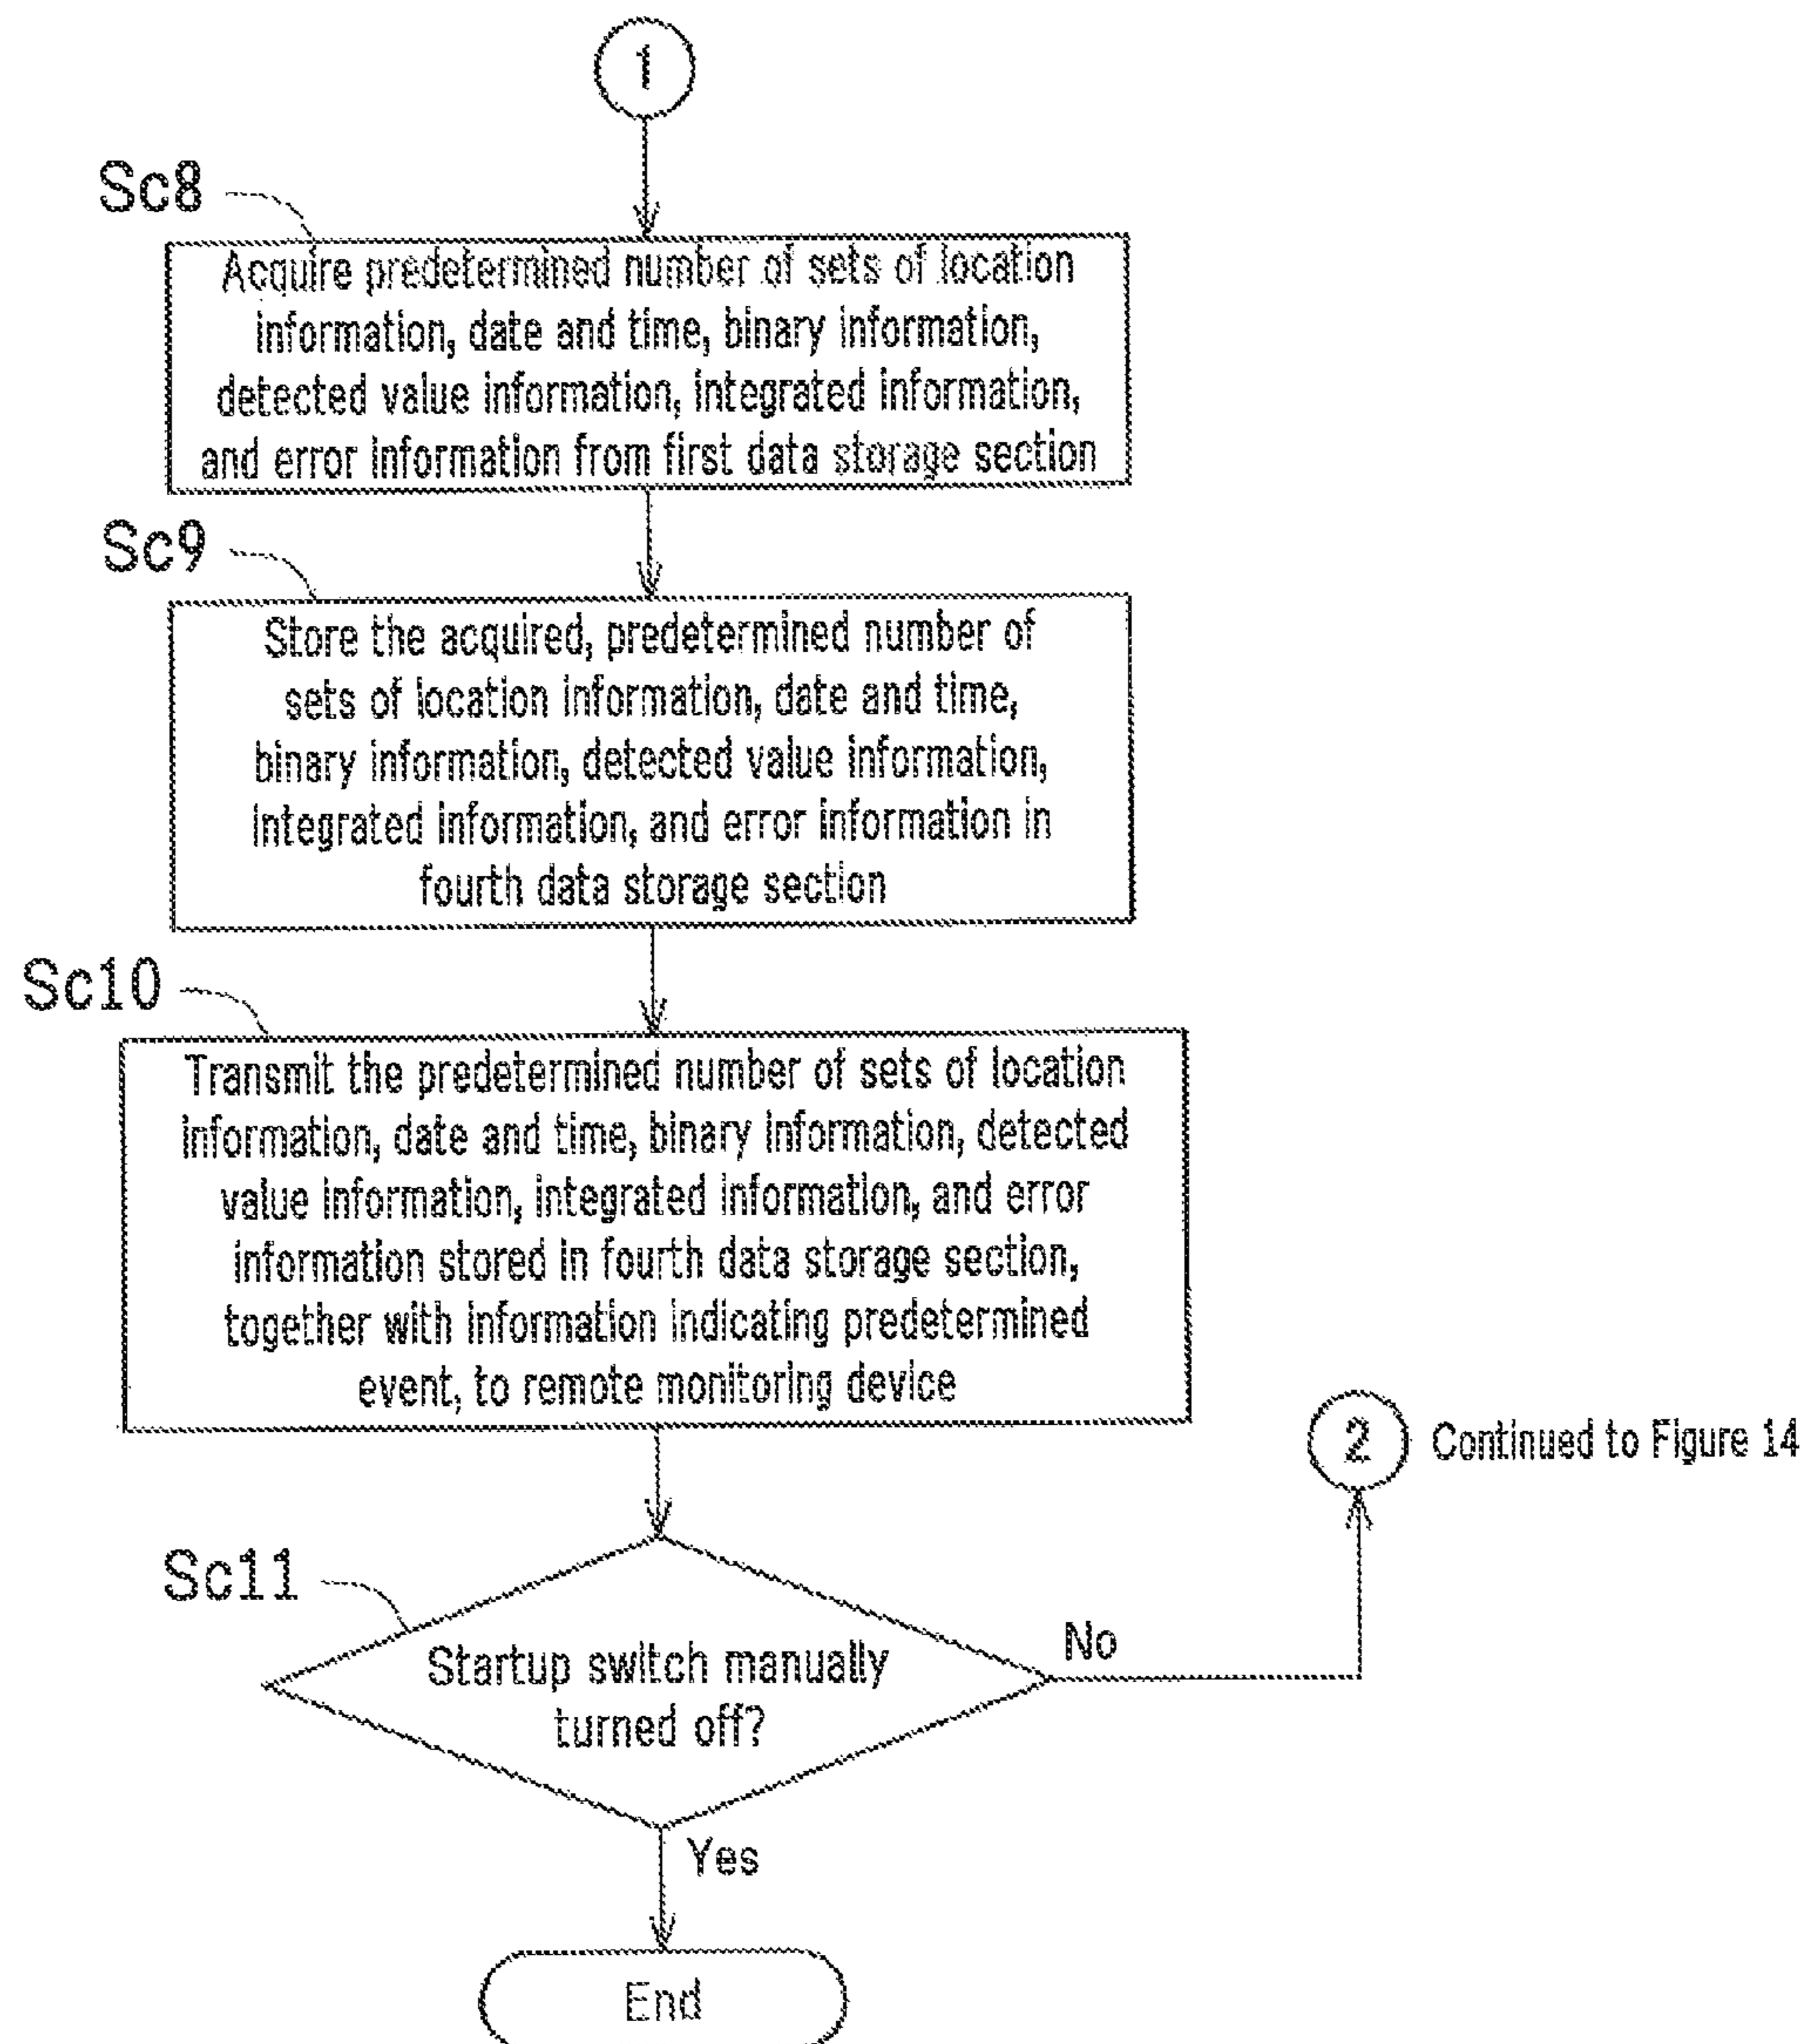 1
Sc8
Acquire predetermined number of sets of location
information, date and time, binary information,
detected value information, integrated information,
and error information from first data storage section
Sc9
Store the acquired, predetermined number of
sets of location information, date and time,
binary information, detected value information,
integrated information, and error information in
fourth data storage section
Sc10
Transmit the predetermined number of sets of location
information, date and time, binary information, detected
value information, integrated information, and error
information stored in fourth data storage section,
together with information indicating predetermined
event, to remote monitoring device
2 Continued to Figure 14
Sc11
Startup switch manually
turned off?
No
Yes
End